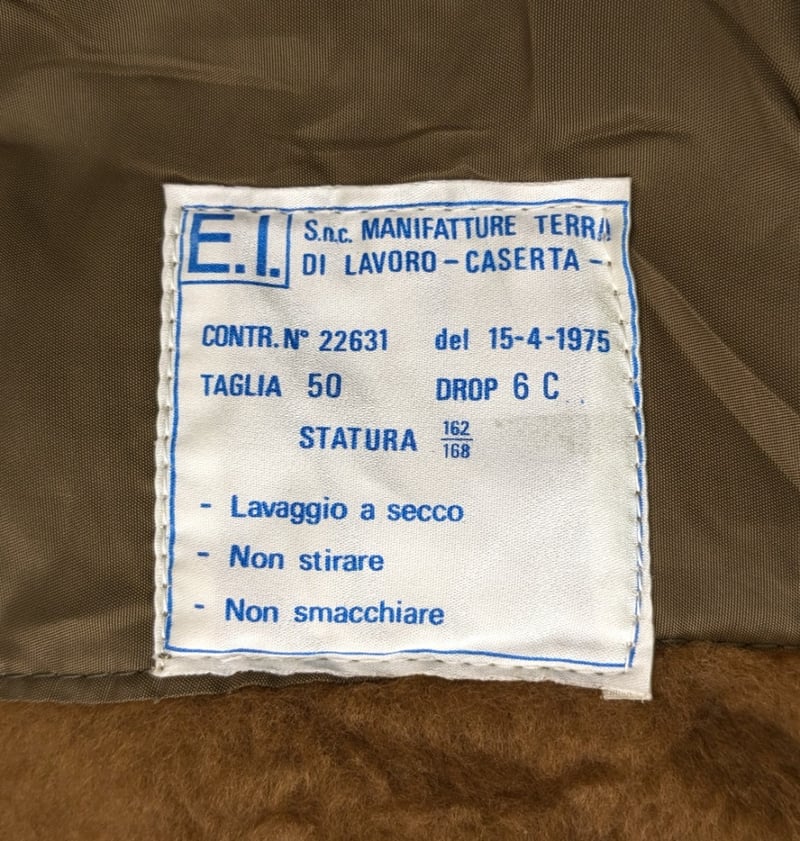 E.I. S.n.c. MANIFATTURE TERRA
DI LAVORO - CASERTA -
CONTR. N° 22631 del 15-4-1975
TAGLIA 50 DROP 6 C
STATURA 162/168
- Lavaggio a secco
- Non stirare
- Non smacchiare